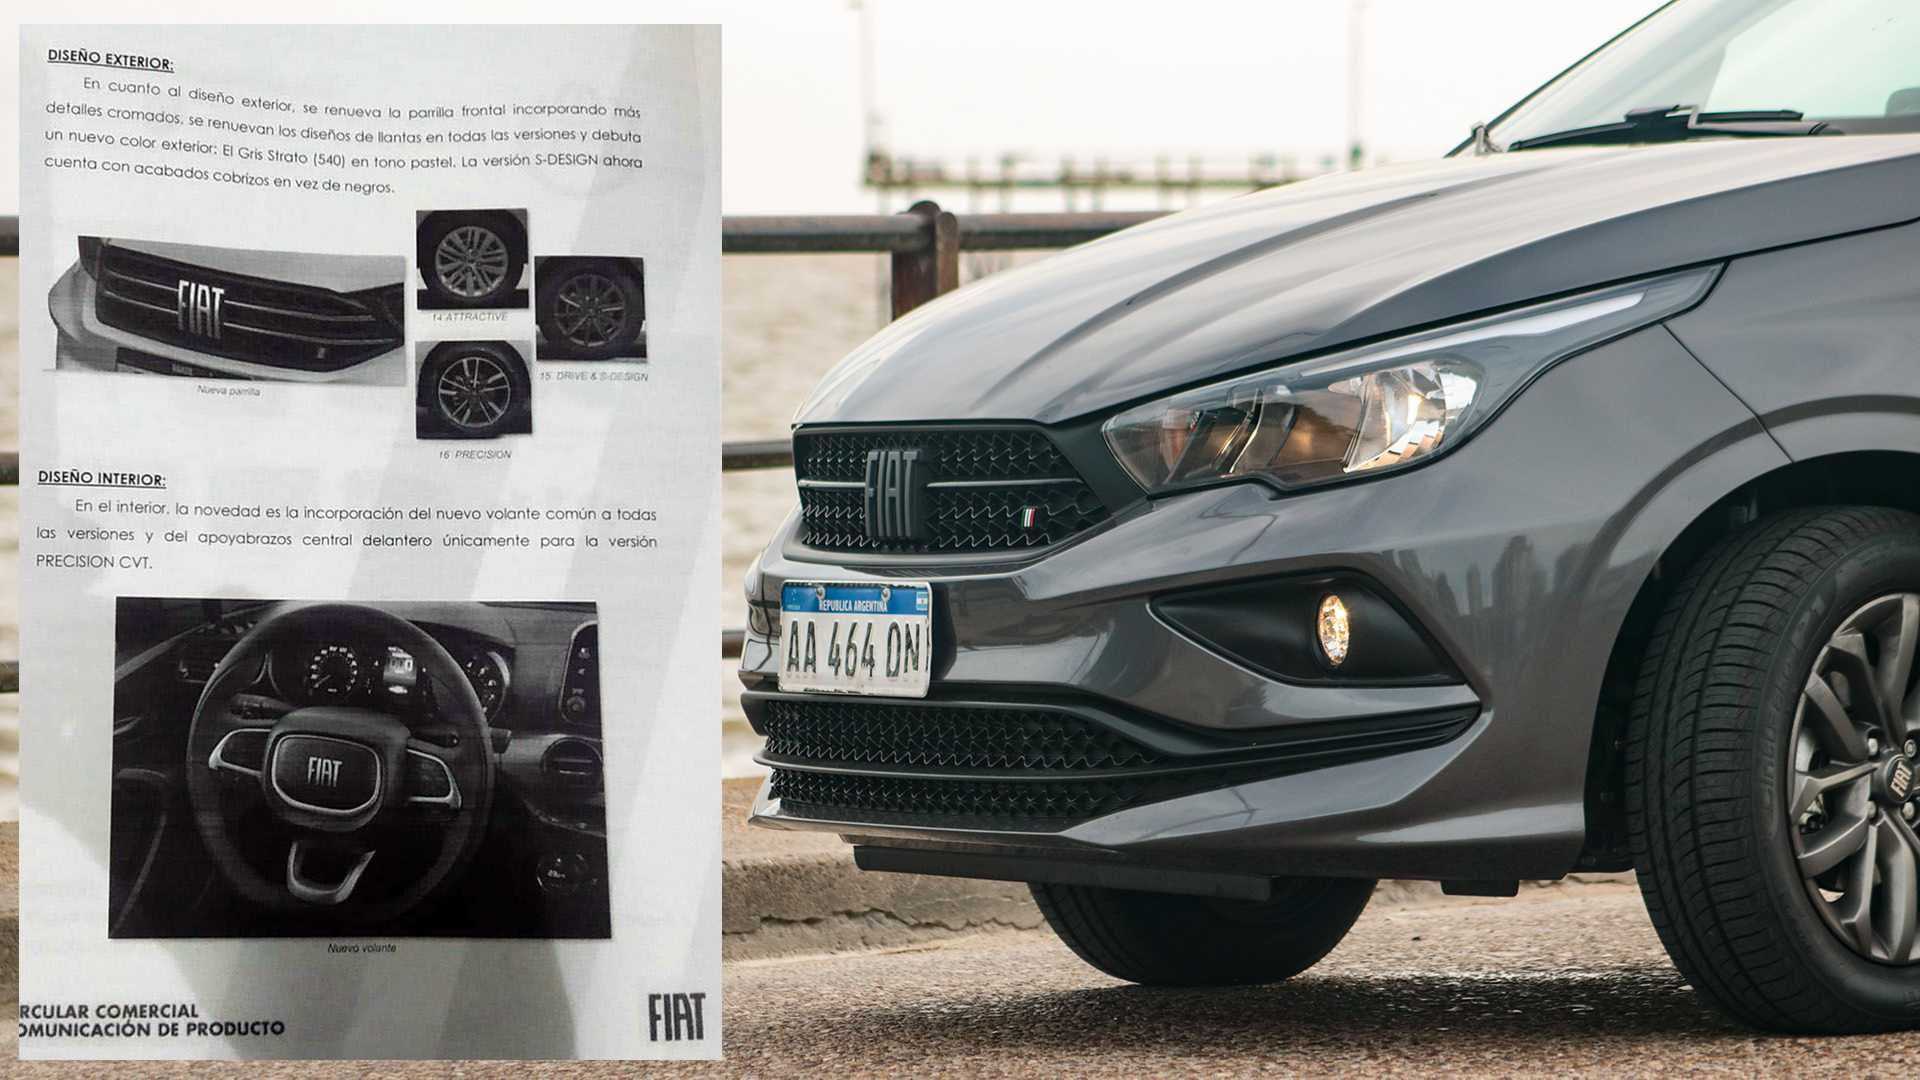 DISEÑO EXTERIOR:
En cuanto al diseño exterior, se renueva la parrilla frontal incorporando más
detalles cromados, se renuevan los diseños de llantas en todas las versiones y debuta
un nuevo color exterior: El Gris Strato (540) en tono pastel. La versión S-DESIGN ahora
cuenta con acabados cobrizos en vez de negros.
FIAT
14 ATTRACTIVE
15 DRIVE & S-DESIGN
Nueva parrilla
16 PRECISION
DISEÑO INTERIOR:
En el interior, la novedad es la incorporación del nuevo volante común a todas
las versiones y del apoyabrazos central delantero únicamente para la versión
PRECISION CVT.
FIAT
Nuevo volante
RCULAR COMERCIAL
OMUNICACIÓN DE PRODUCTO
FIAT
FIAT
REPUBLICA ARGENTINA
AA 464 ON
FIAT